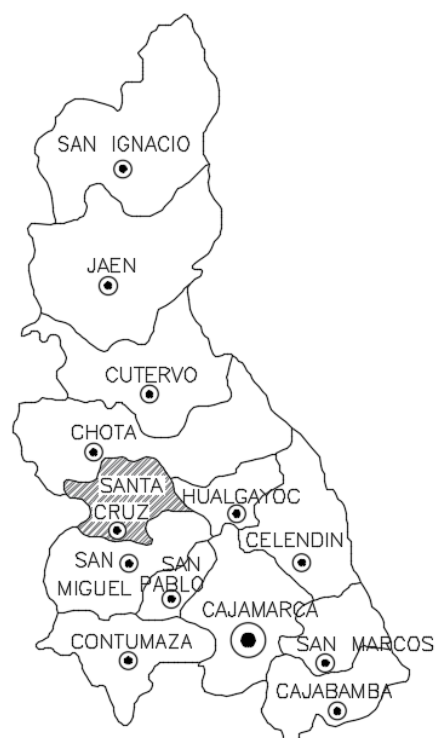 SAN IGNACIO
JAEN
CUTERVO
CHOTA
SANTA
CRUZ
HUALGAYOC
CELENDIN
SAN
MIGUEL
SAN
PABLO
CAJAMARCA
CONTUMAZA
SAN MARCOS
CAJABAMBA